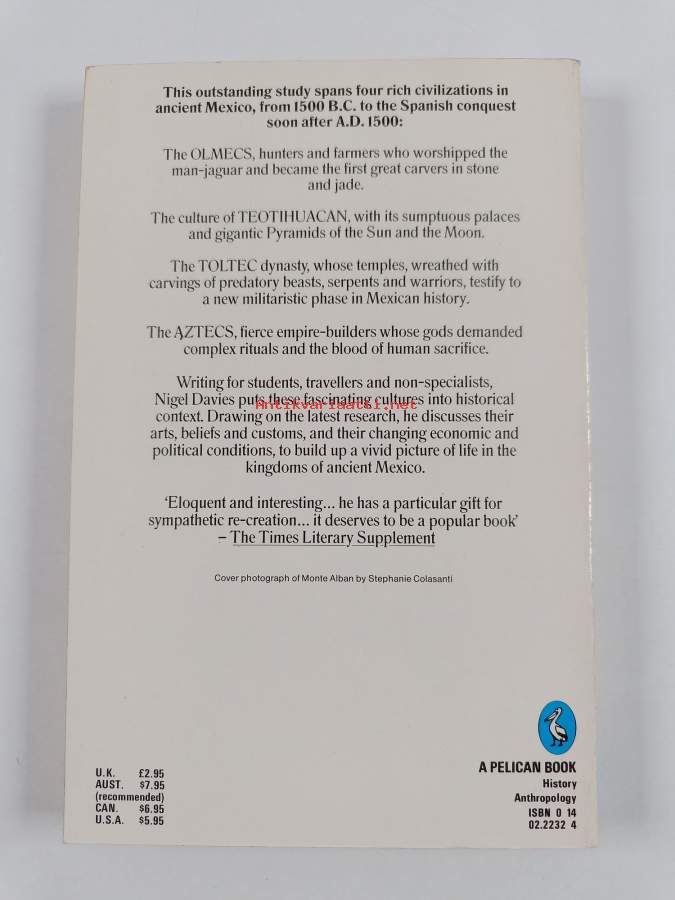 This outstanding study spans four rich civilizations in
ancient Mexico, from 1500 B.C. to the Spanish conquest
soon after A.D. 1500:
The OLMECS, hunters and farmers who worshipped the
man-jaguar and became the first great carvers in stone
and jade.
The culture of TEOTIHUACAN, with its sumptuous palaces
and gigantic Pyramids of the Sun and the Moon.
The TOLTEC dynasty, whose temples, wreathed with
carvings of predatory beasts, serpents and warriors, testify to
a new militaristic phase in Mexican history.
The AZTECS, fierce empire-builders whose gods demanded
complex rituals and the blood of human sacrifice.
Writing for students, travellers and non-specialists,
Nigel Davies puts these fascinating cultures into historical
Antikvariaatti.net
context. Drawing on the latest research, he discusses their
arts, beliefs and customs, and their changing economic and
political conditions, to build up a vivid picture of life in the
kingdoms of ancient Mexico.
‘Eloquent and interesting... he has a particular gift for
sympathetic re-creation... it deserves to be a popular book’
– The Times Literary Supplement
Cover photograph of Monte Alban by Stephanie Colasanti
U.K. £2.95
AUST. $7.95
(recommended)
CAN. $6.95
U.S.A. $5.95
A PELICAN BOOK
History
Anthropology
ISBN 0 14
02.2232 4